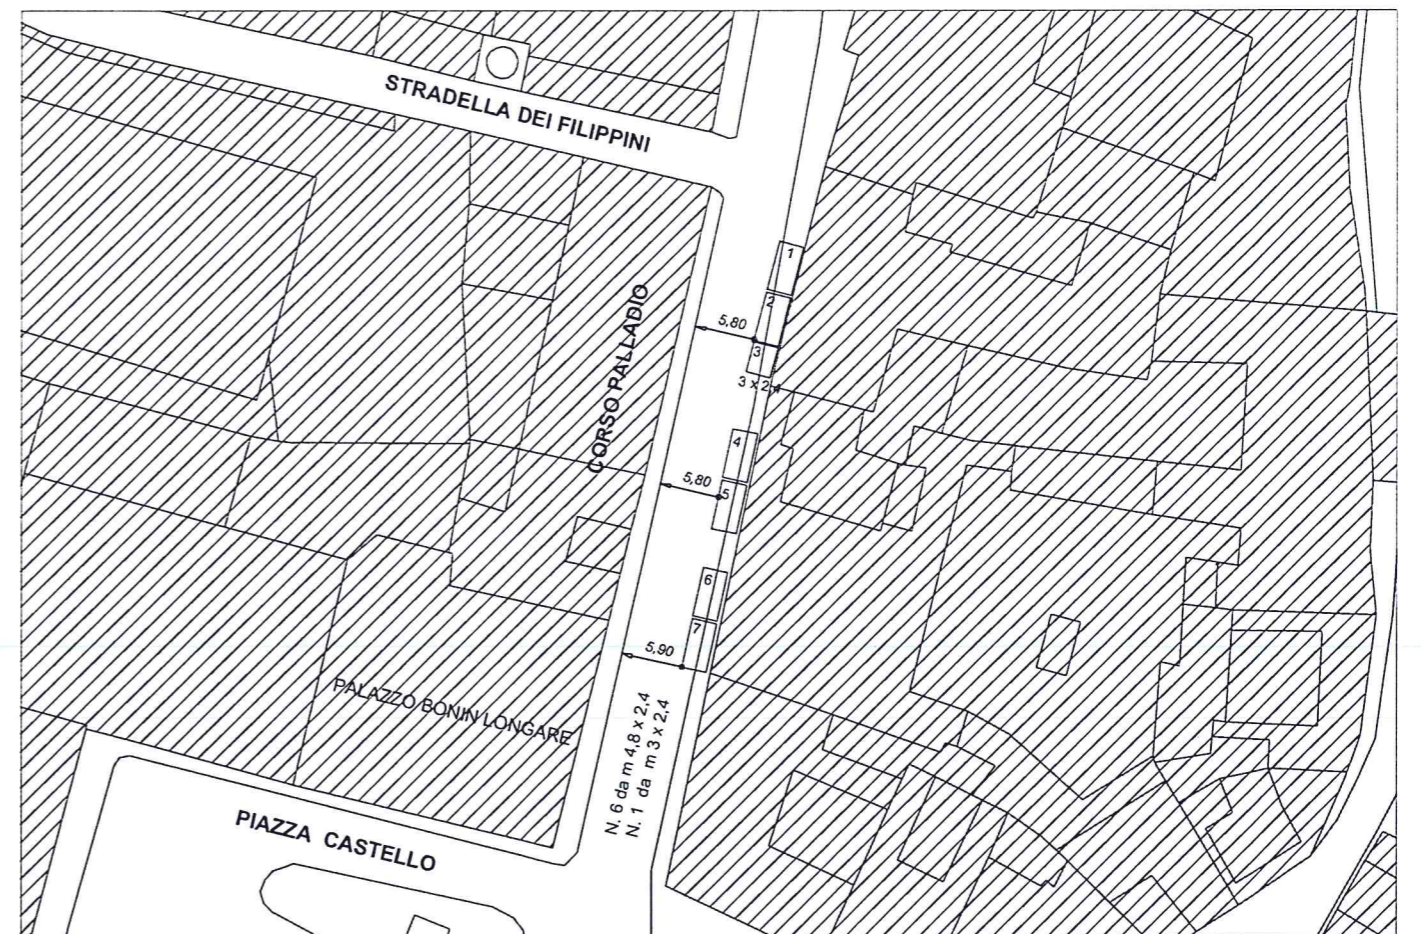 STRADELLA DEI FILIPPINI
1
2
5,80
3
3 x 2,4
CORSO PALLADIO
4
5,80
5
6
7
5,90
PALAZZO BONIN LONGARE
N. 6 da m 4,8 x 2,4
N. 1 da m 3 x 2,4
PIAZZA CASTELLO